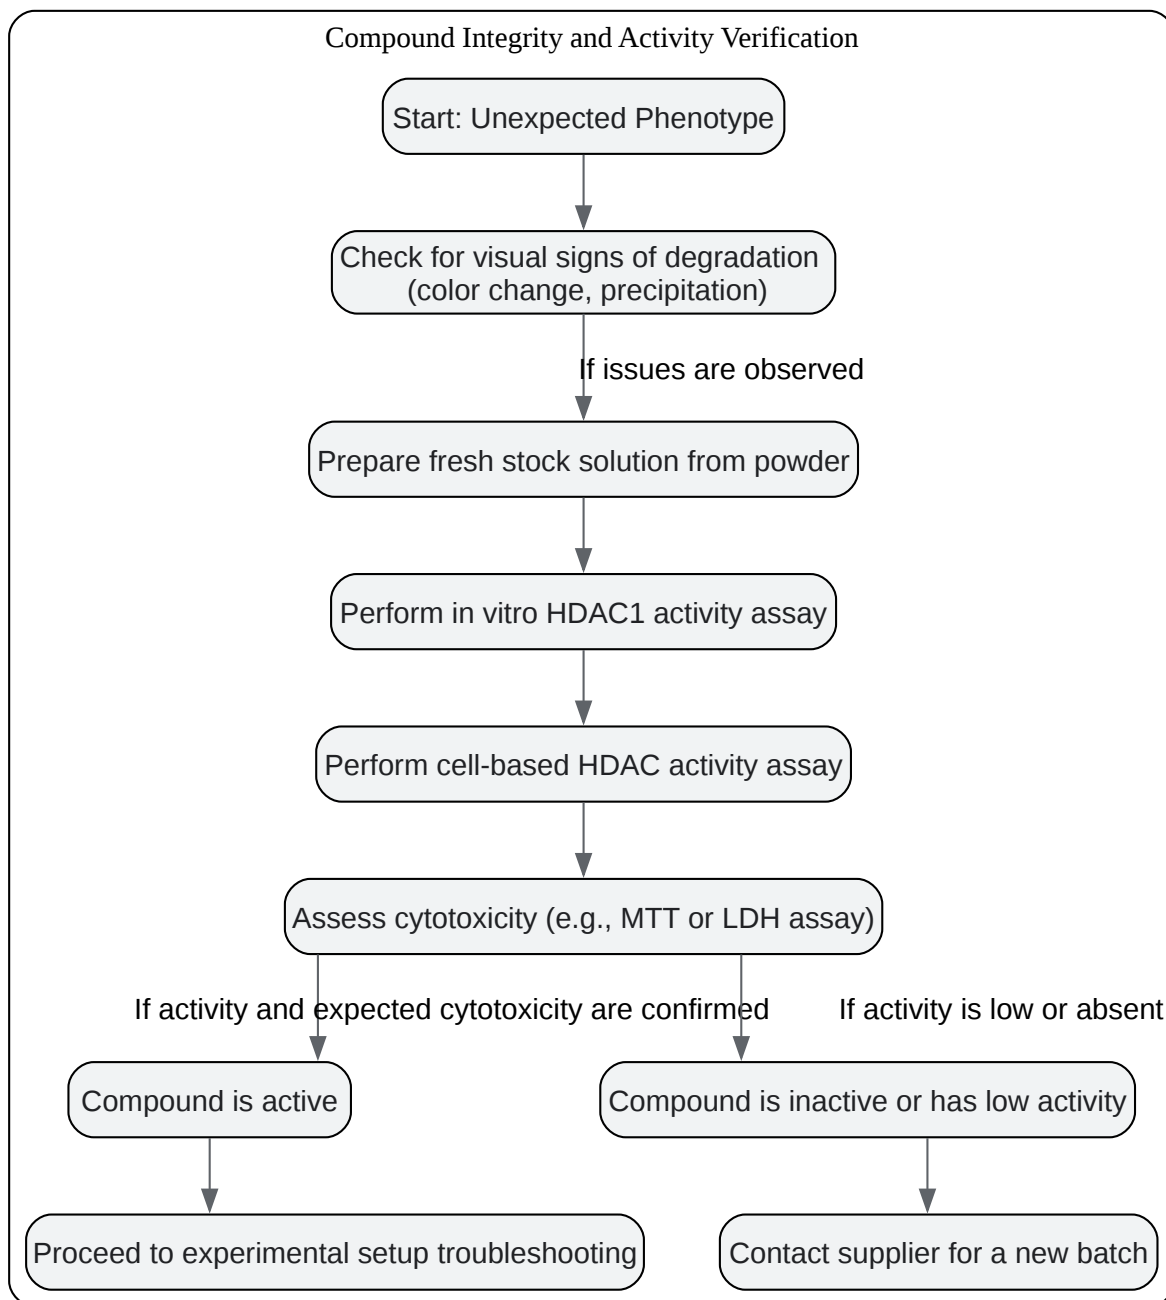 Compound Integrity and Activity Verification
Start: Unexpected Phenotype
Check for visual signs of degradation
(color change, precipitation)
If issues are observed
Prepare fresh stock solution from powder
Perform in vitro HDAC1 activity assay
Perform cell-based HDAC activity assay
Assess cytotoxicity (e.g., MTT or LDH assay)
If activity and expected cytotoxicity are confirmed
If activity is low or absent
Compound is active
Compound is inactive or has low activity
Proceed to experimental setup troubleshooting
Contact supplier for a new batch